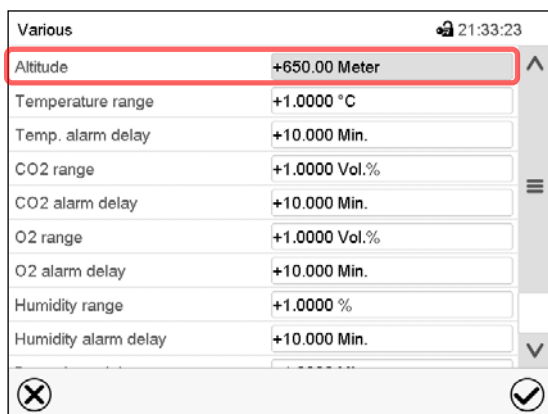 Various 21:33:23
Altitude +650.00 Meter
Temperature range +1.0000 °C
Temp. alarm delay +10.000 Min.
CO2 range +1.0000 Vol.%
CO2 alarm delay +10.000 Min.
O2 range +1.0000 Vol.%
O2 alarm delay +10.000 Min.
Humidity range +1.0000 %
Humidity alarm delay +10.000 Min.